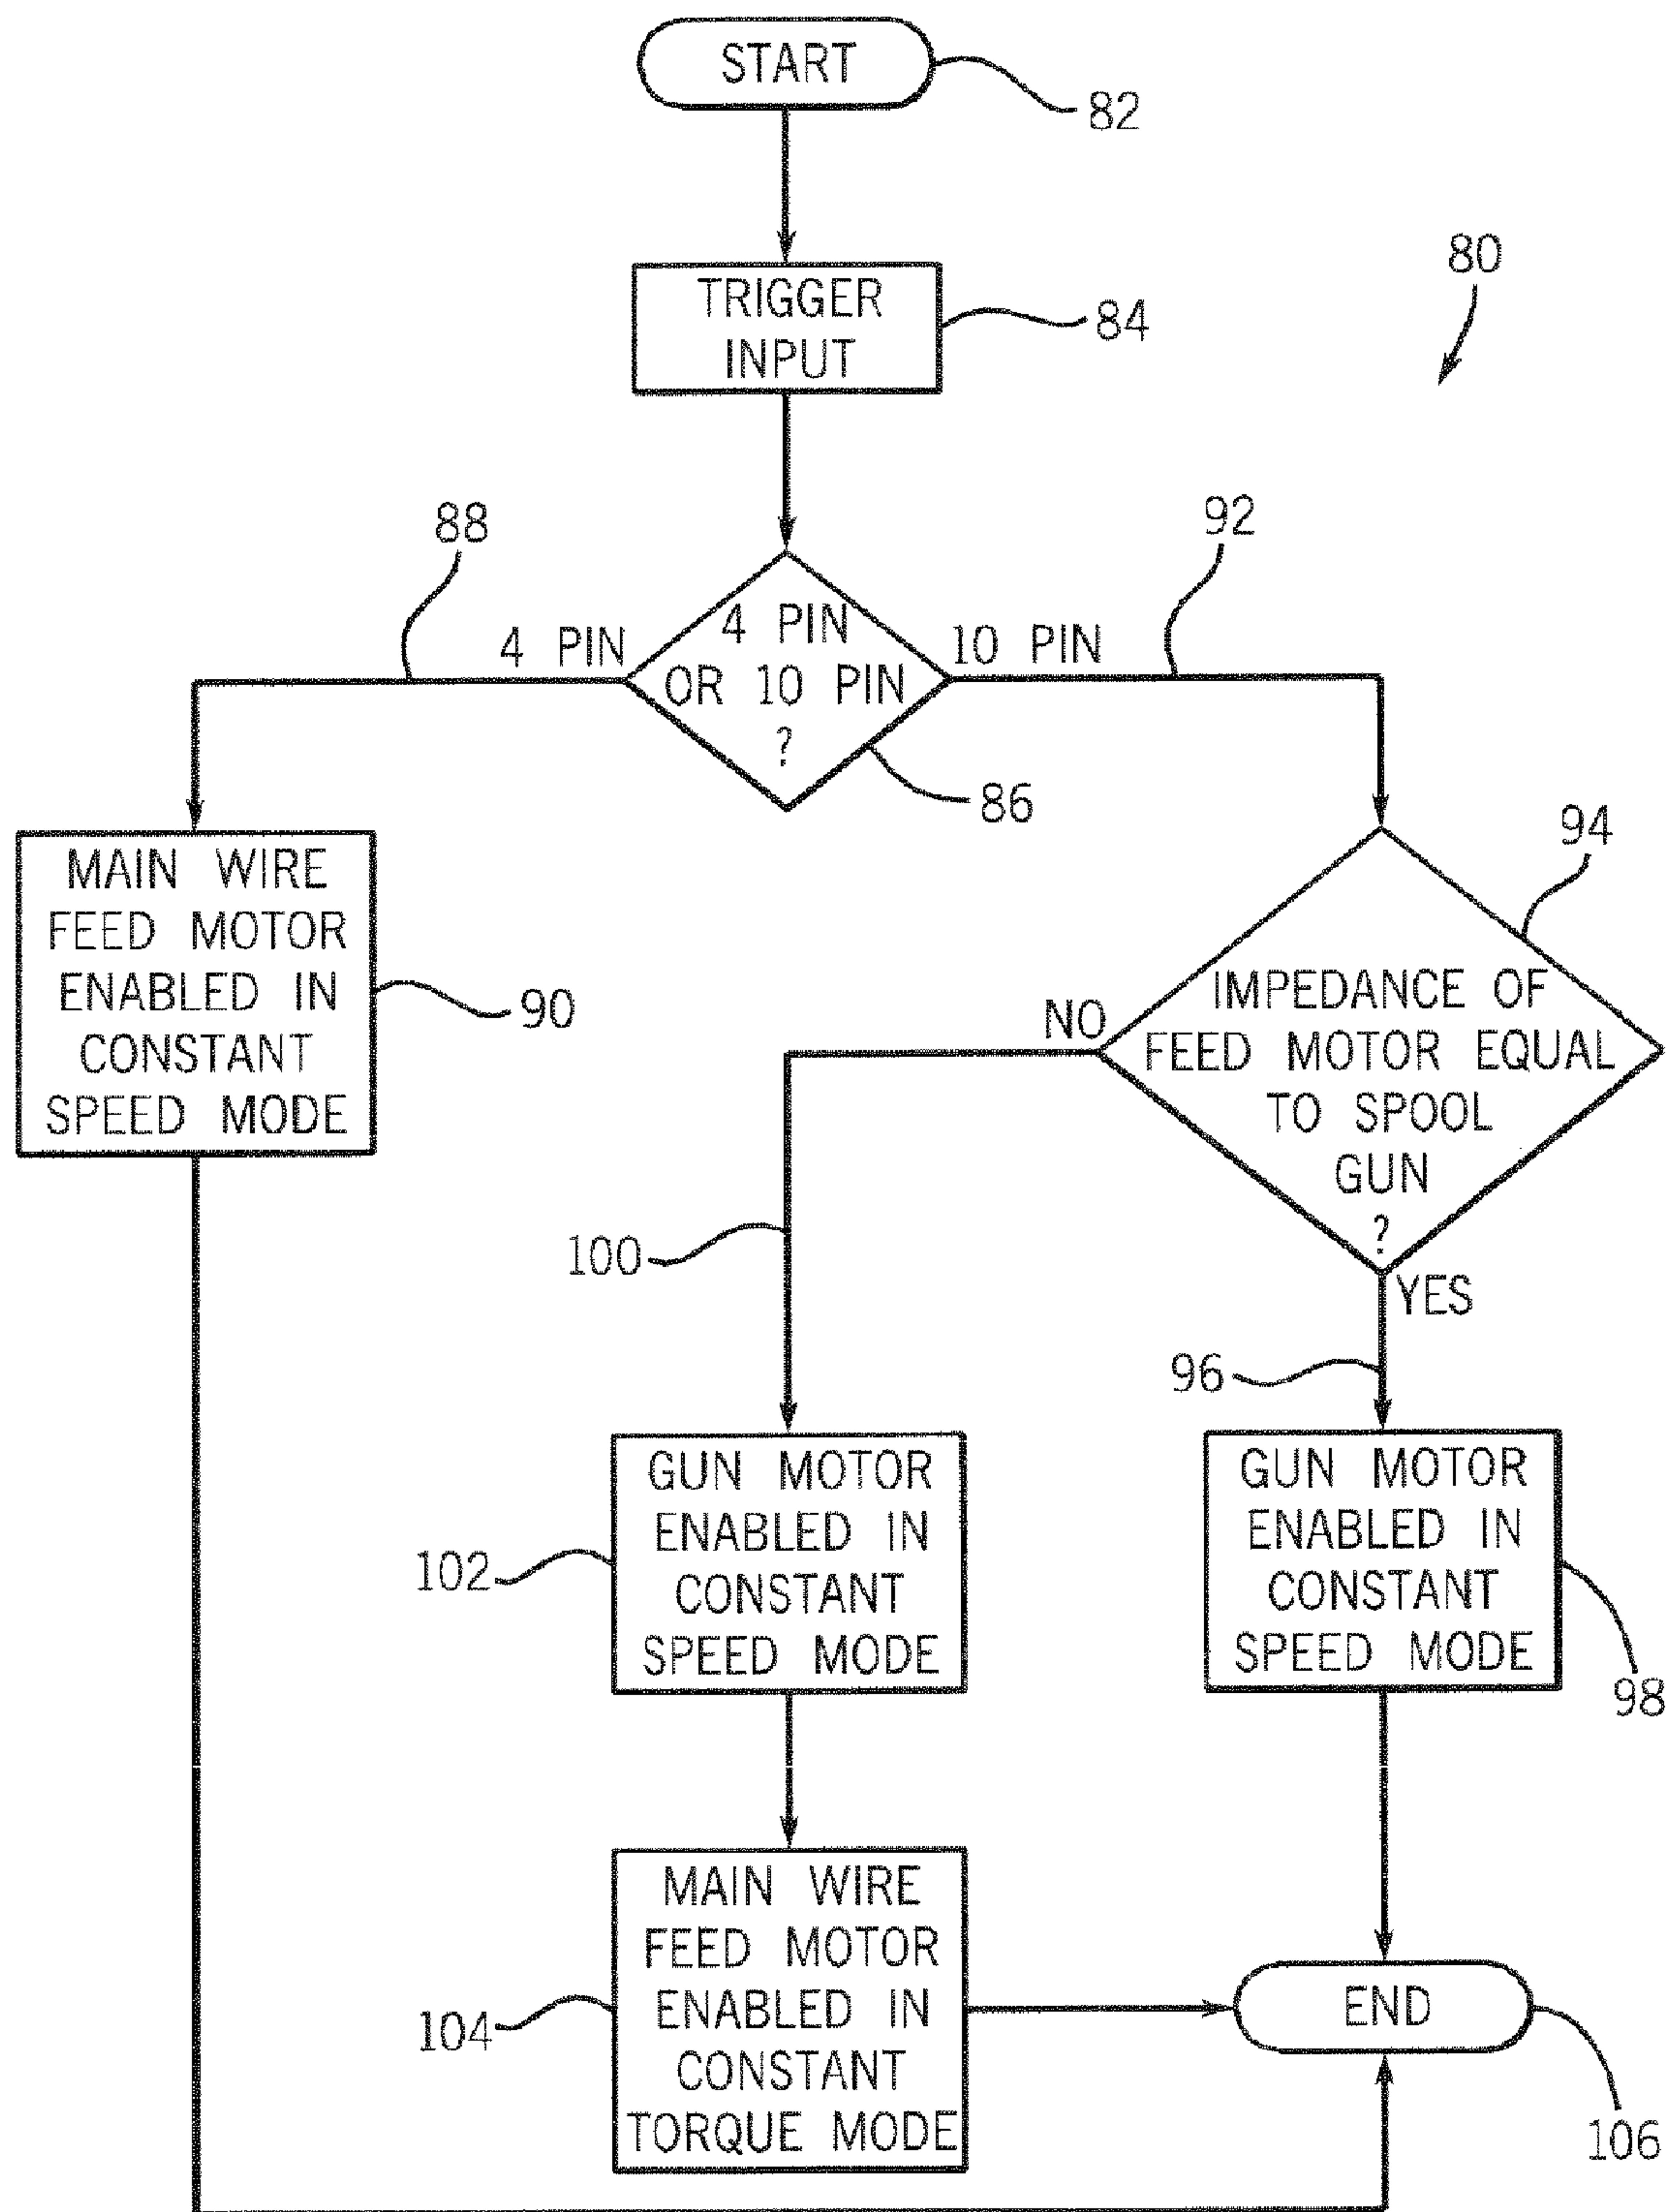 START
82
TRIGGER
INPUT
84
80
88
92
4 PIN
4 PIN
OR 10 PIN
?
10 PIN
86
MAIN WIRE
FEED MOTOR
ENABLED IN
CONSTANT
SPEED MODE
90
94
IMPEDANCE OF
FEED MOTOR EQUAL
TO SPOOL
GUN
?
NO
YES
100
96
GUN MOTOR
ENABLED IN
CONSTANT
SPEED MODE
102
GUN MOTOR
ENABLED IN
CONSTANT
SPEED MODE
98
MAIN WIRE
FEED MOTOR
ENABLED IN
CONSTANT
TORQUE MODE
104
END
106